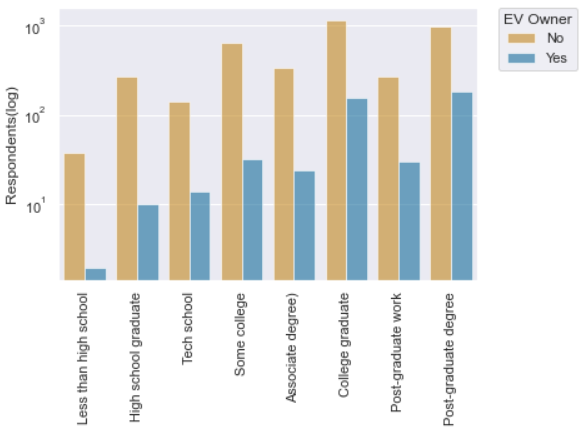 EV Owner
No
Yes
Respondents(log)
10³
10²
10¹
Less than high school
High school graduate
Tech school
Some college
Associate degree)
College graduate
Post-graduate work
Post-graduate degree